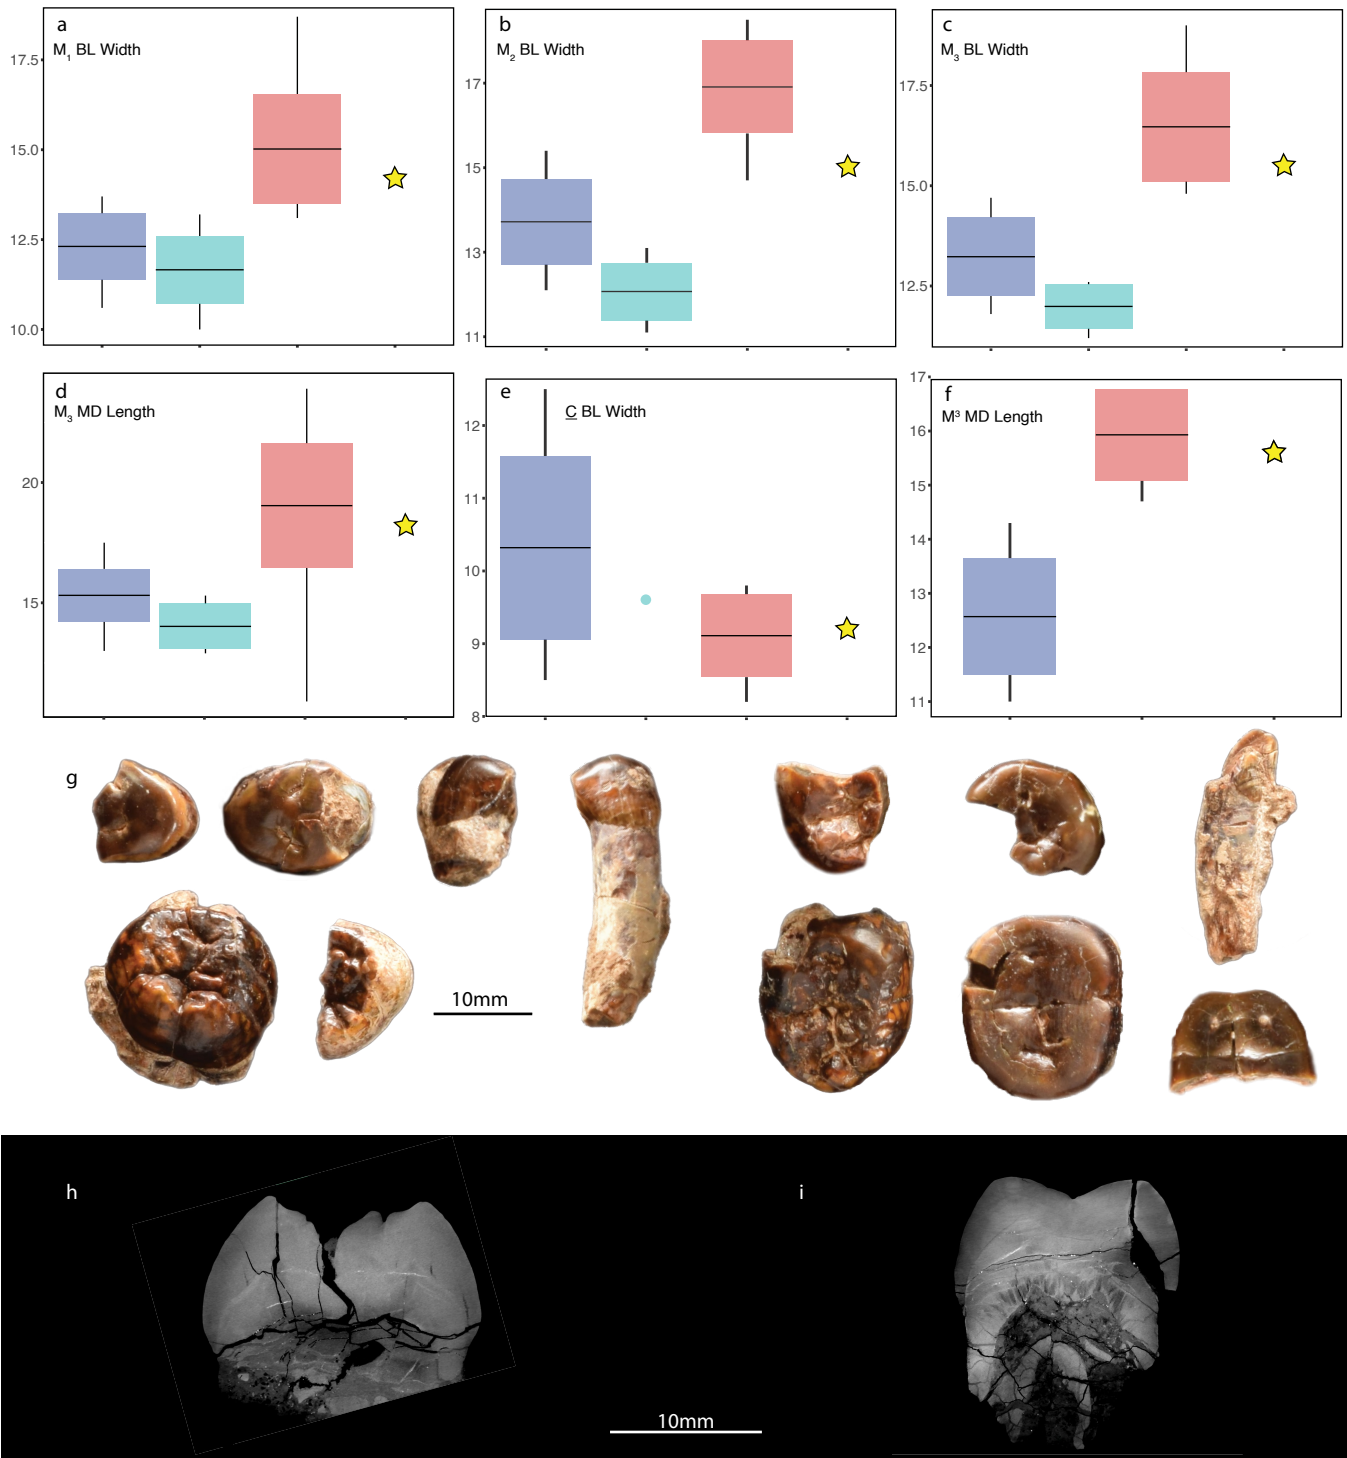 a
M₁ BL Width
17.5
15.0
12.5
10.0
b
M₂ BL Width
17
15
13
11
c
M₃ BL Width
17.5
15.0
12.5
d
M₃ MD Length
20
15
e
C BL Width
12
11
10
9
8
f
M³ MD Length
17
16
15
14
13
12
11
g
10mm
h
i
10mm